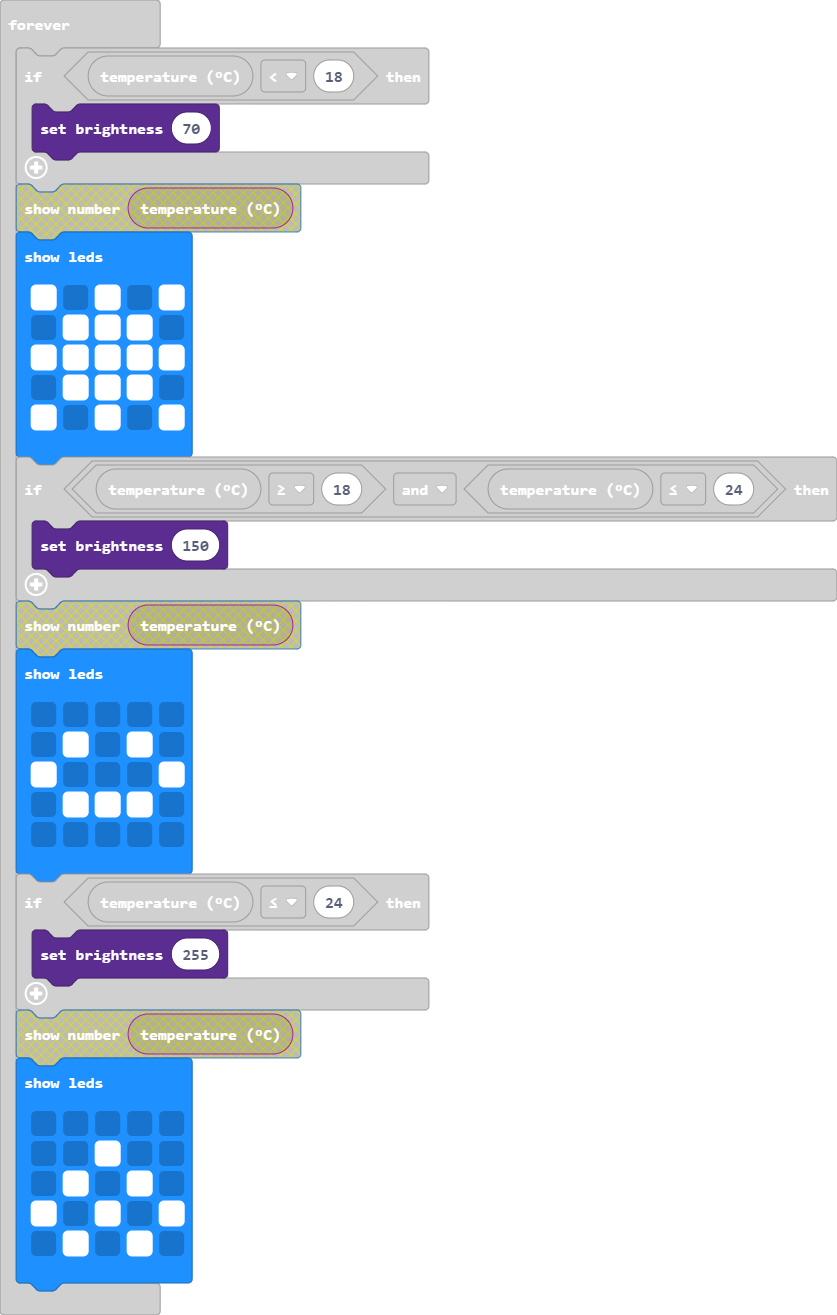 forever
if temperature (ºC) < 18 then
set brightness 70
show number temperature (ºC)
show leds
if temperature (ºC) ≥ 18 and temperature (ºC) ≤ 24 then
set brightness 150
show number temperature (ºC)
show leds
if temperature (ºC) ≤ 24 then
set brightness 255
show number temperature (ºC)
show leds